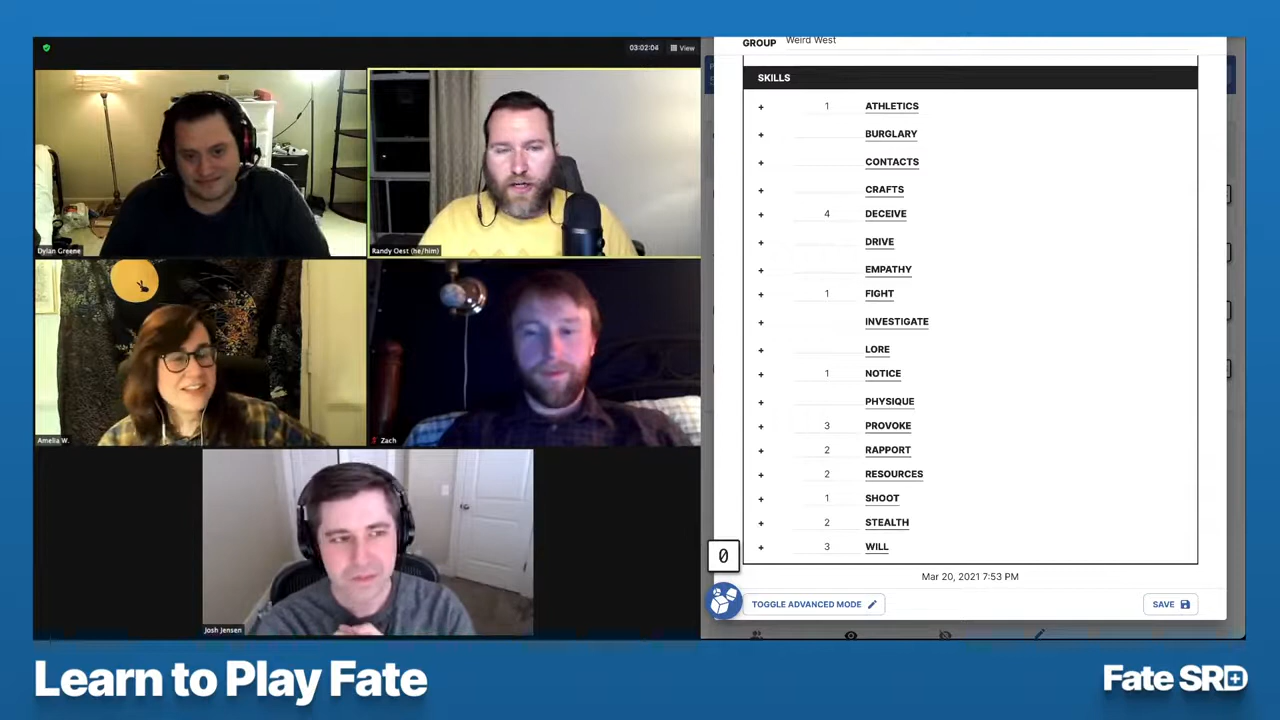 03:02:04 View
Dylan Greene
Randy Oest (he/him)
Amelia W.
Zach
Josh Jensen
GROUP Weird West
SKILLS
+ 1 ATHLETICS
+ BURGLARY
+ CONTACTS
+ CRAFTS
+ 4 DECEIVE
+ DRIVE
+ EMPATHY
+ 1 FIGHT
+ INVESTIGATE
+ LORE
+ 1 NOTICE
+ PHYSIQUE
+ 3 PROVOKE
+ 2 RAPPORT
+ 2 RESOURCES
+ 1 SHOOT
+ 2 STEALTH
+ 3 WILL
0
Mar 20, 2021 7:53 PM
TOGGLE ADVANCED MODE
SAVE
Learn to Play Fate
Fate SRD